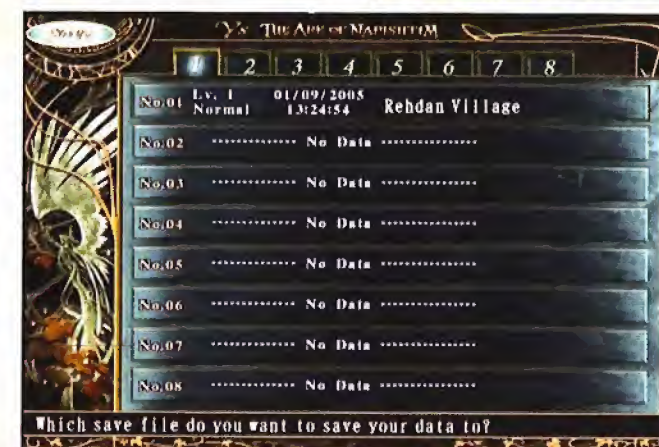 Ys THE ARK OF NAPISHTIM
1 2 3 4 5 6 7 8
No.01 Lv. 1 01/09/2005
Normal 13:24:54 Rehdan Village
No.02 -------------- No Data ---------------
No.03 -------------- No Data ---------------
No.04 -------------- No Data ---------------
No.05 -------------- No Data ---------------
No.06 -------------- No Data ---------------
No.07 -------------- No Data ---------------
No.08 -------------- No Data ---------------
Which save file do you want to save your data to?